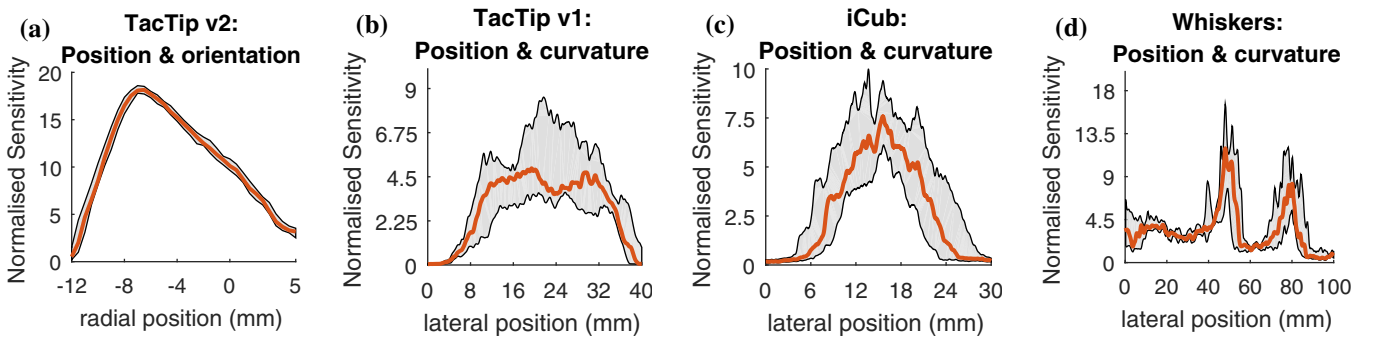 (a)
TacTip v2:
Position & orientation
Normalised Sensitivity
20
15
10
5
0
-12
-8
-4
0
5
radial position (mm)
(b)
TacTip v1:
Position & curvature
Normalised Sensitivity
9
6.75
4.5
2.25
0
0
8
16
24
32
40
lateral position (mm)
(c)
iCub:
Position & curvature
Normalised Sensitivity
10
7.5
5
2.5
0
0
6
12
18
24
30
lateral position (mm)
(d)
Whiskers:
Position & curvature
Normalised Sensitivity
18
13.5
9
4.5
0
0
20
40
60
80
100
lateral position (mm)